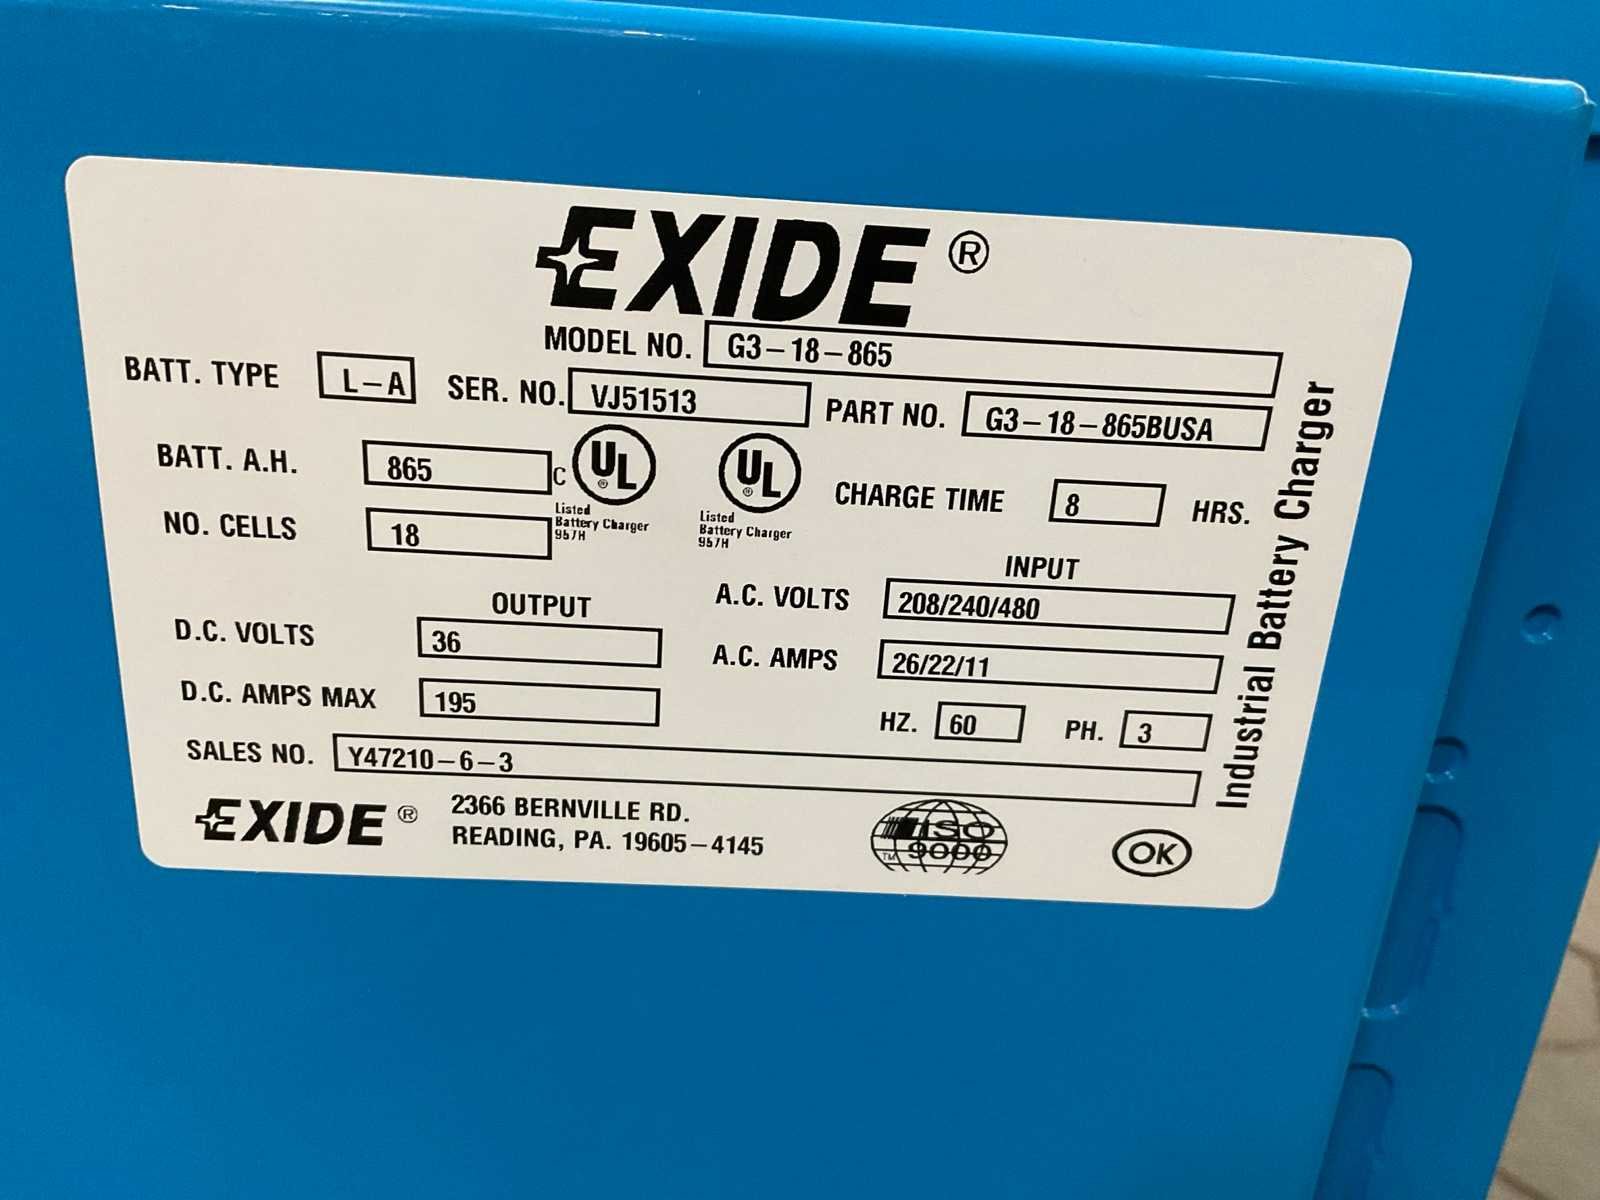 EXIDE ®
MODEL NO. G3-18-865
BATT. TYPE L-A SER. NO. VJ51513 PART NO. G3-18-865BUSA
BATT. A.H. 865 C UL ® UL ® CHARGE TIME 8 HRS.
Listed
Battery Charger
957H
Listed
Battery Charger
957H
NO. CELLS 18
OUTPUT
INPUT
D.C. VOLTS 36
A.C. VOLTS 208/240/480
D.C. AMPS MAX 195
A.C. AMPS 26/22/11
HZ. 60 PH. 3
SALES NO. Y47210-6-3
EXIDE ® 2366 BERNVILLE RD.
READING, PA. 19605-4145
ISO
9000
TM
OK
Industrial Battery Charger